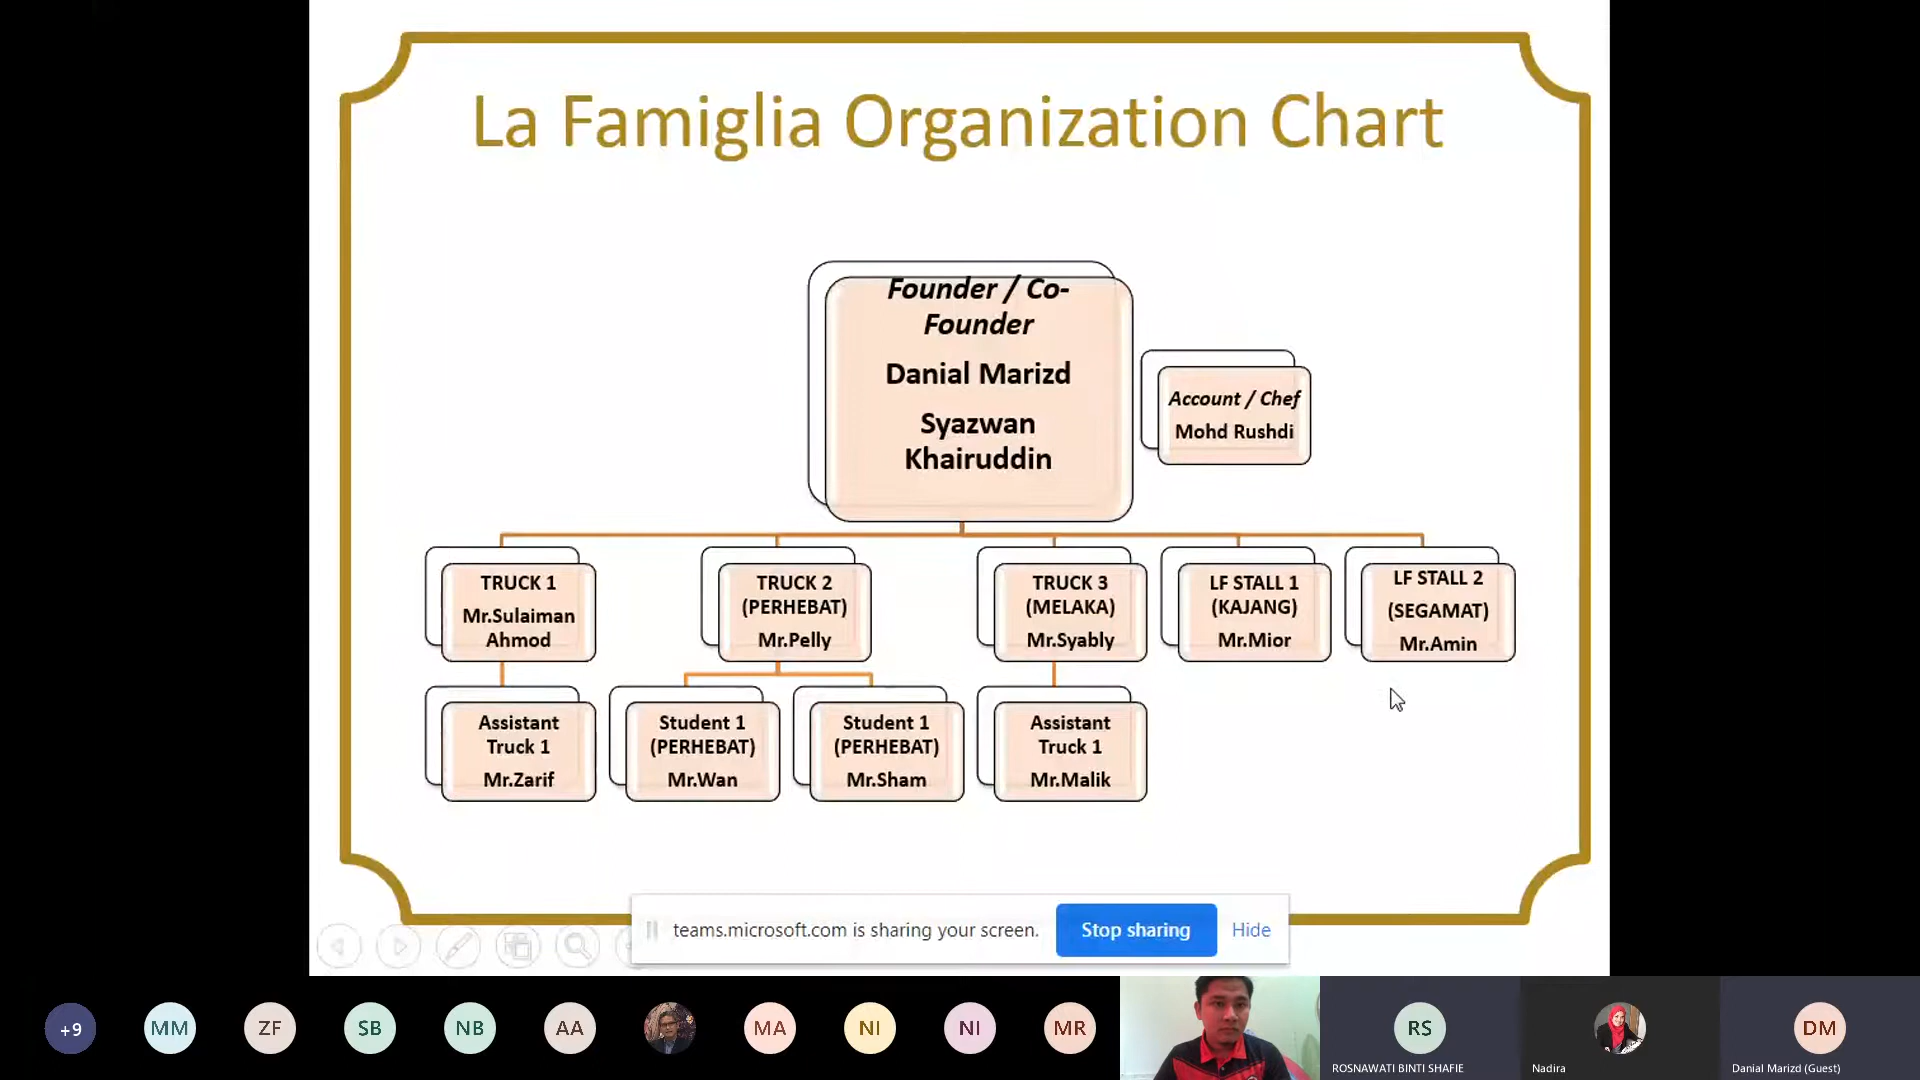 La Famiglia Organization Chart
Founder / Co-
Founder
Danial Marizd
Syazwan
Khairuddin
Account / Chef
Mohd Rushdi
TRUCK 1
Mr.Sulaiman
Ahmod
TRUCK 2
(PERHEBAT)
Mr.Pelly
TRUCK 3
(MELAKA)
Mr.Syably
LF STALL 1
(KAJANG)
Mr.Mior
LF STALL 2
(SEGAMAT)
Mr.Amin
Assistant
Truck 1
Mr.Zarif
Student 1
(PERHEBAT)
Mr.Wan
Student 1
(PERHEBAT)
Mr.Sham
Assistant
Truck 1
Mr.Malik
teams.microsoft.com is sharing your screen.
Stop sharing
Hide
+9
MM
ZF
SB
NB
AA
MA
NI
NI
MR
RS
DM
ROSNAWATI BINTI SHAFIE
Nadira
Danial Marizd (Guest)